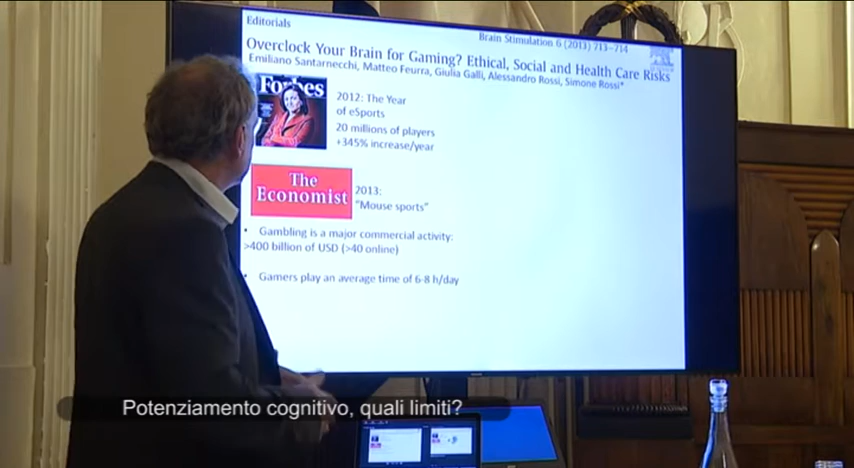 Editorials
Brain Stimulation 6 (2013) 713–714
Overclock Your Brain for Gaming? Ethical, Social and Health Care Risks
Emiliano Santarnecchi, Matteo Feurra, Giulia Galli, Alessandro Rossi, Simone Rossi*
Forbes
2012: The Year
of eSports
20 millions of players
+345% increase/year
The
Economist
2013:
"Mouse sports"
• Gambling is a major commercial activity:
>400 billion of USD (>40 online)
• Gamers play an average time of 6-8 h/day
Potenziamento cognitivo, quali limiti?